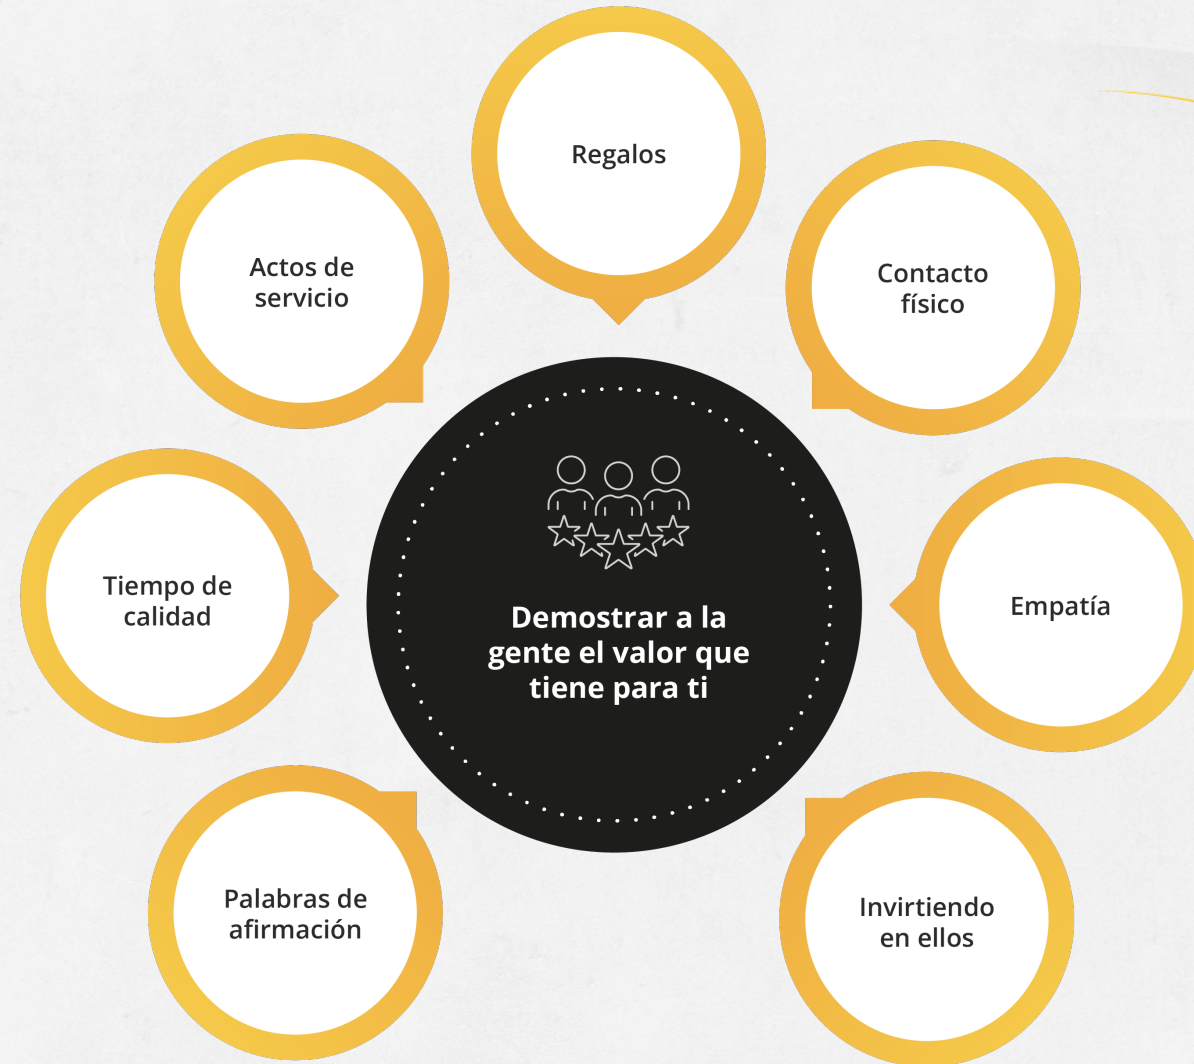 Regalos
Actos de
servicio
Contacto
físico
Tiempo de
calidad
Demostrar a la
gente el valor que
tiene para ti
Empatía
Palabras de
afirmación
Invirtiendo
en ellos